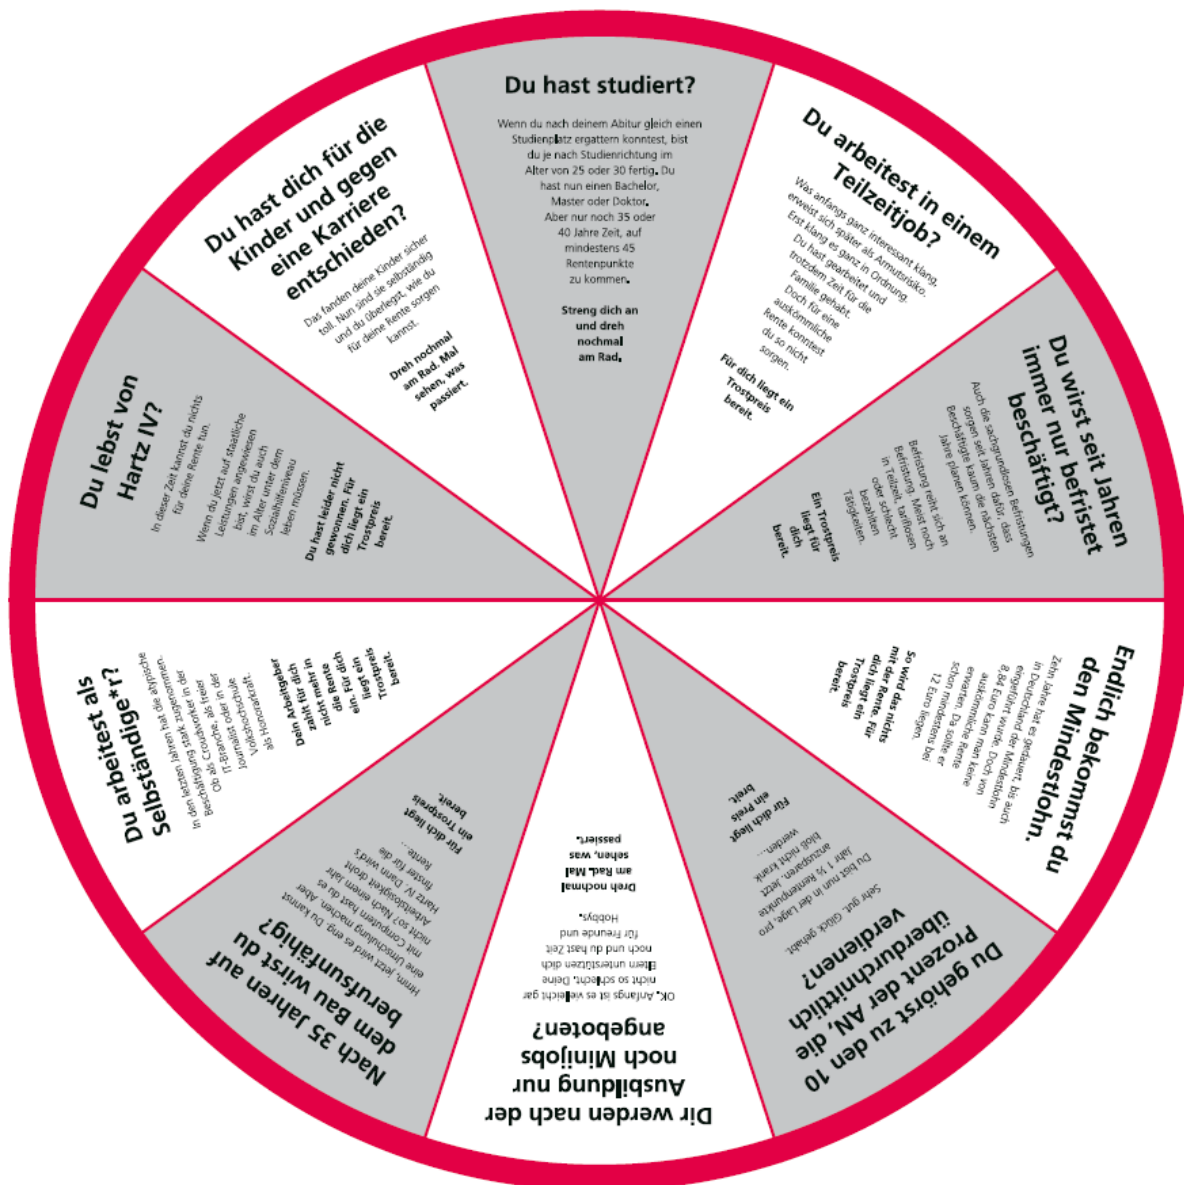 Du hast studiert?
Wenn du nach deinem Abitur gleich einen
Studienplatz ergattern konntest, bist
du je nach Studienrichtung im
Alter von 25 oder 30 fertig. Du
hast nun einen Bachelor,
Master oder Doktor.
Aber nur noch 35 oder
40 Jahre Zeit, auf
mindestens 45
Rentenpunkte
zu kommen.
Streng dich an
und dreh
nochmal
am Rad.
Du arbeitest in einem
Teilzeitjob?
Was anfangs ganz interessant klang,
erweist sich später als Armutsrisiko.
Erst klang es ganz in Ordnung.
Du hast gearbeitet und
trotzdem Zeit für die
Familie gehabt.
Doch für eine
auskömmliche
Rente konntest
du so nicht
sorgen.
Für dich liegt ein
Trostpreis
bereit.
Du wirst seit Jahren
immer nur befristet
beschäftigt?
Auch die sachgrundlosen Befristungen
sorgen seit Jahren dafür, dass
Beschäftigte kaum die nächsten
Jahre planen können.
Befristung reiht sich an
Befristung. Meist noch
in Teilzeit, tariflosen
oder schlecht
bezahlten
Tätigkeiten.
Ein Trostpreis
liegt für
dich
bereit.
Endlich bekommst du
den Mindestlohn.
Zehn Jahre hat es gedauert, bis auch
in Deutschland der Mindestlohn
eingeführt wurde. Doch von
8,84 Euro kann man keine
auskömmliche Rente
erwarten. Da sollte er
schon mindestens bei
12 Euro liegen.
So wird das nichts
mit der Rente. Für
dich liegt ein
Trostpreis
bereit.
Du gehörst zu den 10
Prozent der AN, die
überdurchnittlich
verdienen?
Sehr gut. Glück gehabt.
Du bist nun in der Lage, pro
Jahr 1 ½ Rentenpunkte
anzusparen. Jetzt
bloß nicht krank
werden...
Für dich liegt
ein Preis
breit.
Dir werden nach der
Ausbildung nur
noch Minijobs
angeboten?
OK. Anfangs ist es vielleicht gar
nicht so schlecht. Deine
Eltern unterstützen dich
noch und du hast Zeit
für Freunde und
Hobbys.
Dreh nochmal
am Rad. Mal
sehen, was
passiert.
Nach 35 Jahren auf
dem Bau wirst du
berufsunfähig?
Hmm, jetzt wird es eng. Du kannst
eine Umschulung machen. Aber
mit Computern hast du es
nicht so? Nach einem Jahr
Arbeitslosigkeit droht
Hartz IV. Dann wird's
finster für die
Rente...
Für dich liegt
ein Trostpreis
bereit.
Du arbeitest als
Selbständige*r?
In den letzten Jahren hat die atypische
Beschäftigung stark zugenommen.
Ob als Croudworker in der
IT-Branche, als freier
Journalist oder in der
Volkshochschule
als Honorarkraft.
Dein Arbeitgeber
zahlt für dich
nicht mehr in
die Rente
ein. Für dich
liegt ein
Trostpreis
bereit.
Du lebst von
Hartz IV?
In dieser Zeit kannst du nichts
für deine Rente tun.
Wenn du jetzt auf staatliche
Leistungen angewiesen
bist, wirst du auch
im Alter unter dem
Sozialhilfeniveau
leben müssen.
Du hast leider nicht
gewonnen. Für
dich liegt ein
Trostpreis
bereit.
Du hast dich für die
Kinder und gegen
eine Karriere
entschieden?
Das fanden deine Kinder sicher
toll. Nun sind sie selbständig
und du überlegst, wie du
für deine Rente sorgen
kannst.
Dreh nochmal
am Rad. Mal
sehen, was
passiert.